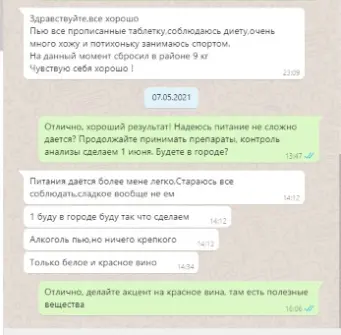 Здравствуйте,все хорошо
Пью все прописанные таблетку,соблюдаюсь диету,очень
много хожу и потихоньку занимаюсь спортом.
На данный момент сбросил в районе 9 кг
Чувствую себя хорошо !
23:09
07.05.2021
Отлично, хороший результат! Надеюсь питание не сложно
дается? Продолжайте принимать препараты, контроль
анализы сделаем 1 июня. Будете в городе?
13:47
Питания даётся более мене легко.Стараюсь все
соблюдать,сладкое вообще не ем
14:12
1 буду в городе буду так что сделаем
14:12
Алкоголь пью,но ничего крепкого
14:13
Только белое и красное вино
14:34
Отлично, делайте акцент на красное вина, там есть полезные
вещества
16:06